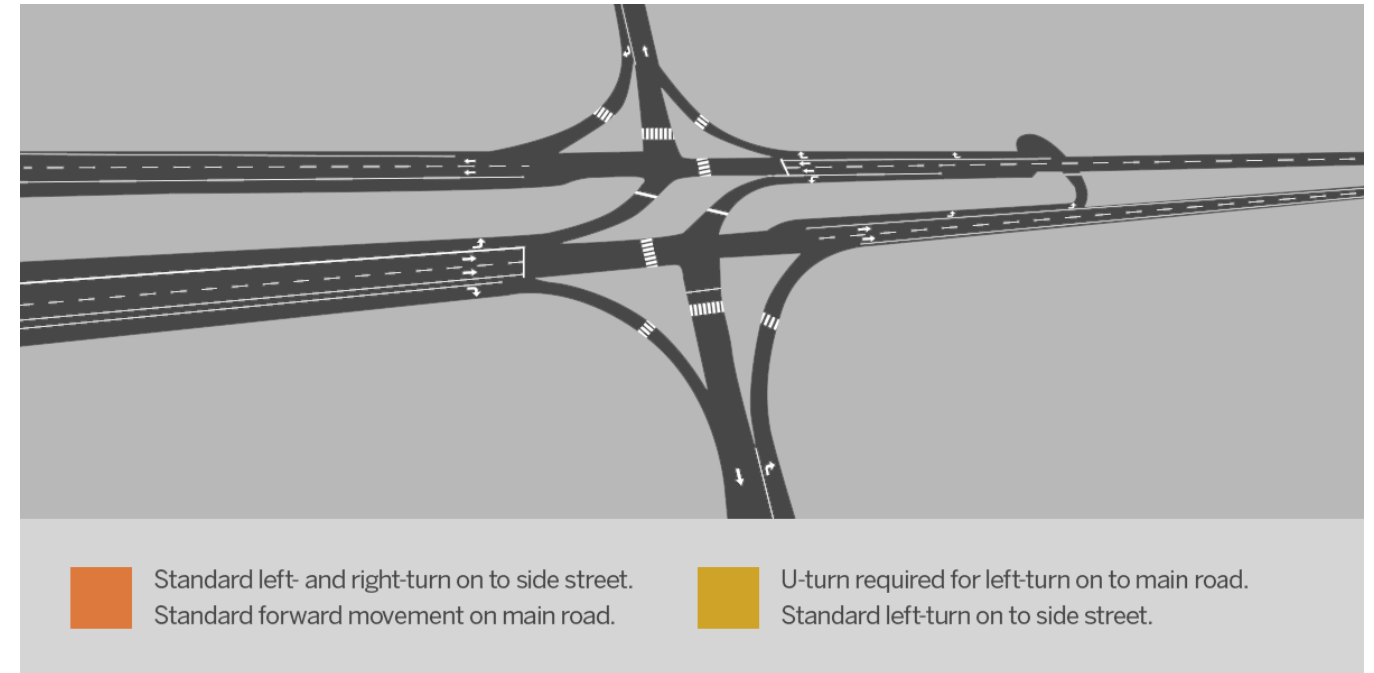 Standard left- and right-turn on to side street.
Standard forward movement on main road.
U-turn required for left-turn on to main road.
Standard left-turn on to side street.